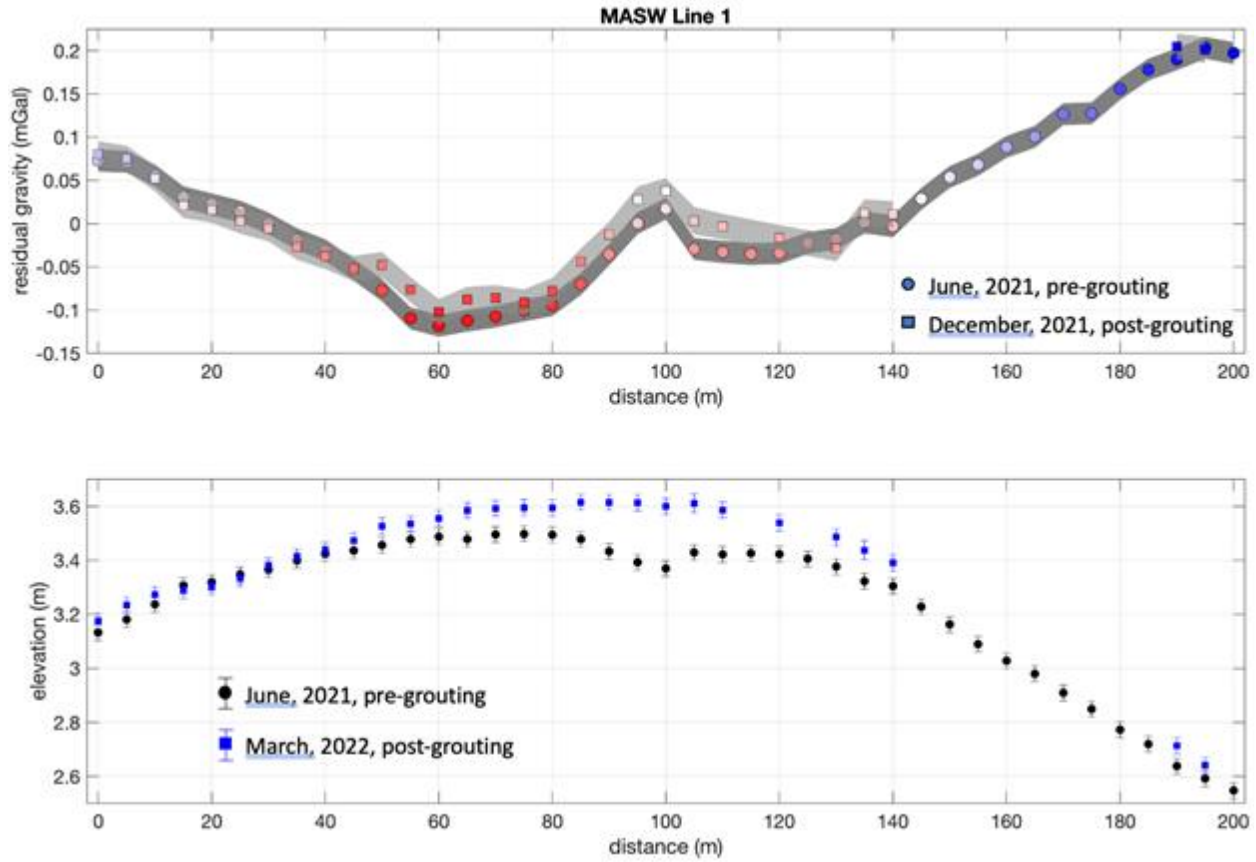 MASW Line 1
residual gravity (mGal)
0.2
0.15
0.1
0.05
0
-0.05
-0.1
-0.15
June, 2021, pre-grouting
December, 2021, post-grouting
0 20 40 60 80 100 120 140 160 180 200
distance (m)
elevation (m)
3.6
3.4
3.2
3
2.8
2.6
June, 2021, pre-grouting
March, 2022, post-grouting
0 20 40 60 80 100 120 140 160 180 200
distance (m)